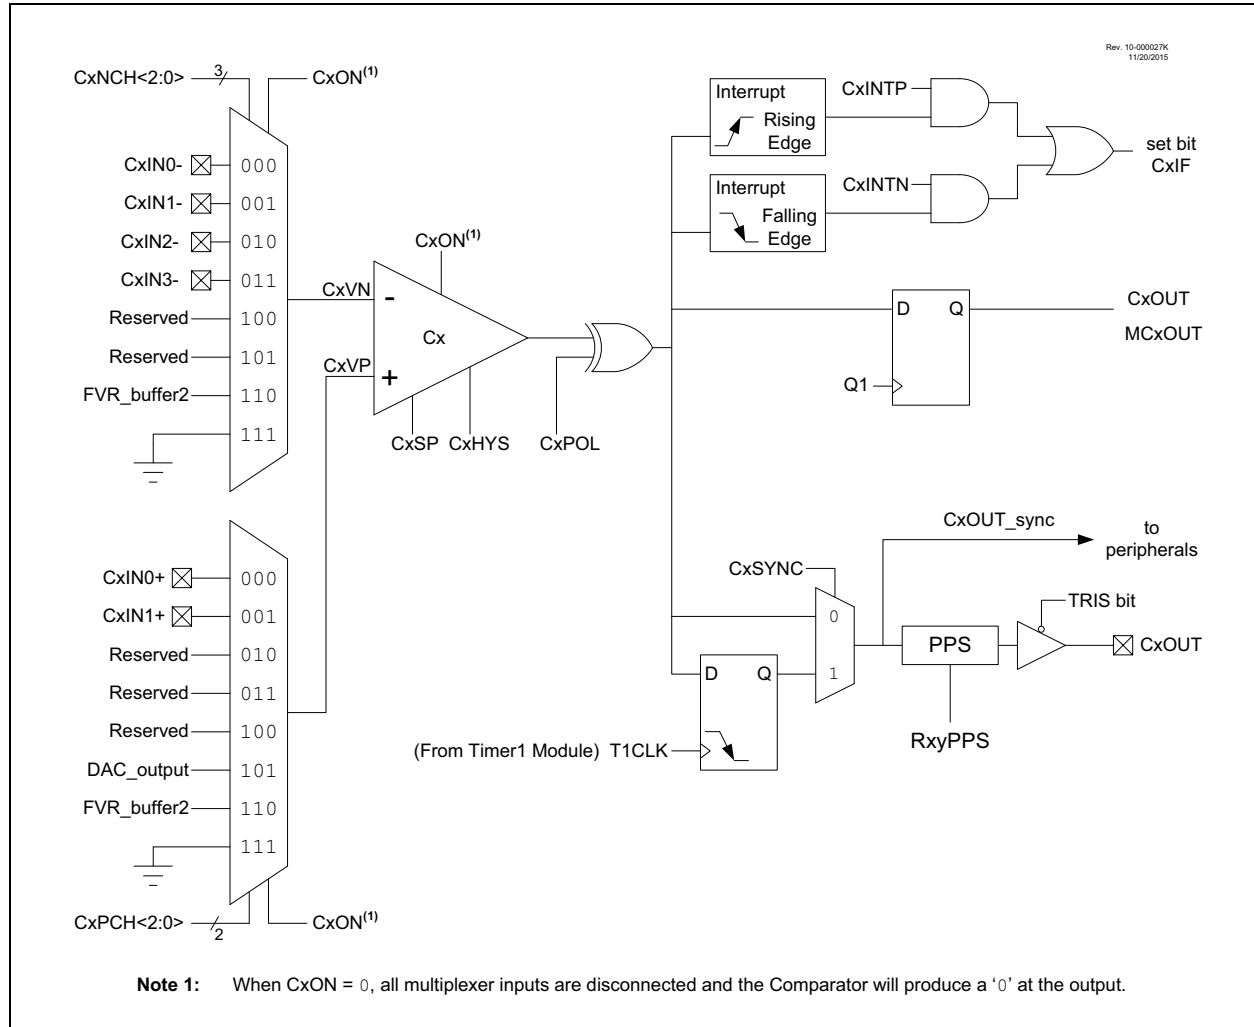 Rev. 10-000027K
11/20/2015
CxNCH<2:0>
3
CxON(1)
CxIN0-
000
CxIN1-
001
CxIN2-
010
CxIN3-
011
Reserved
100
Reserved
101
FVR_buffer2
110
111
CxIN0+
000
CxIN1+
001
Reserved
010
Reserved
011
Reserved
100
DAC_output
101
FVR_buffer2
110
111
CxPCH<2:0>
2
CxON(1)
CxON(1)
CxVN
-
Cx
CxVP
+
CxSP
CxHYS
CxPOL
Interrupt
Rising
Edge
CxINTP
Interrupt
Falling
Edge
CxINTN
set bit
CxIF
D
Q
Q1
CxOUT
MCxOUT
CxOUT_sync
to
peripherals
CxSYNC
0
1
D
Q
(From Timer1 Module) T1CLK
PPS
RxyPPS
TRIS bit
CxOUT
Note 1: When CxON = 0, all multiplexer inputs are disconnected and the Comparator will produce a ‘0’ at the output.